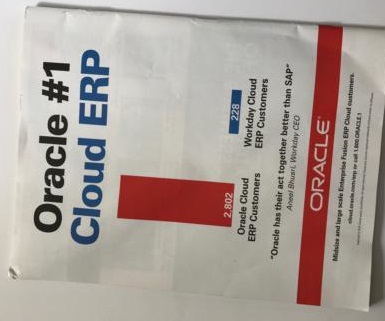 Oracle #1
Cloud ERP
2,802
228
Oracle Cloud
ERP Customers
Workday Cloud
ERP Customers
"Oracle has their act together better than SAP"
Aneel Bhusri, Workday CEO
ORACLE®
Midsize and large scale Enterprise Fusion ERP Cloud customers.
cloud.oracle.com/erp or call 1.800.ORACLE.1